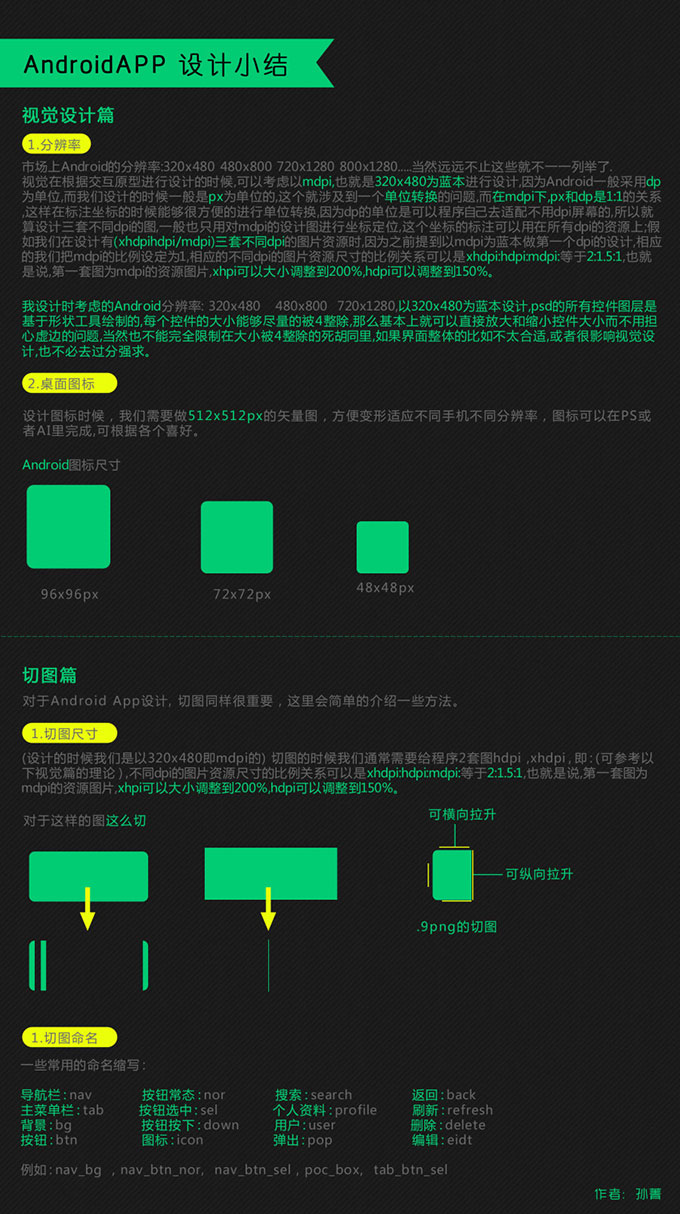 AndroidAPP 设计小结
视觉设计篇
1.分辨率
市场上Android的分辨率:320x480 480x800 720x1280 800x1280.....当然远远不止这些就不一一列举了.
视觉在根据交互原型进行设计的时候,可以考虑以mdpi,也就是320x480为蓝本进行设计,因为Android一般采用dp
为单位,而我们设计的时候一般是px为单位的,这个就涉及到一个单位转换的问题,而在mdpi下,px和dp是1:1的关系
,这样在标注坐标的时候能够很方便的进行单位转换,因为dp的单位是可以程序自己去适配不用dpi屏幕的,所以就
算设计三套不同dpi的图,一般也只用对mdpi的设计图进行坐标定位,这个坐标的标注可以用在所有dpi的资源上;假
如我们在设计有(xhdpihdpi/mdpi)三套不同dpi的图片资源时,因为之前提到以mdpi为蓝本做第一个dpi的设计,相应
的我们把mdpi的比例设定为1,相应的不同dpi的图片资源尺寸的比例关系可以是xhdpi:hdpi:mdpi:等于2:1.5:1,也就
是说,第一套图为mdpi的资源图片,xhpi可以大小调整到200%,hdpi可以调整到150%。
我设计时考虑的Android分辨率: 320x480 480x800 720x1280,以320x480为蓝本设计,psd的所有控件图层是
基于形状工具绘制的,每个控件的大小能够尽量的被4整除,那么基本上就可以直接放大和缩小控件大小而不用担
心虚边的问题,当然也不能完全限制在大小被4整除的死胡同里,如果界面整体的比如不太合适,或者很影响视觉设
计,也不必去过分强求。
2.桌面图标
设计图标时候，我们需要做512x512px的矢量图，方便变形适应不同手机不同分辨率，图标可以在PS或
者AI里完成,可根据各个喜好。
Android图标尺寸
96x96px
72x72px
48x48px
切图篇
对于Android App设计, 切图同样很重要，这里会简单的介绍一些方法。
1.切图尺寸
(设计的时候我们是以320x480即mdpi的) 切图的时候我们通常需要给程序2套图hdpi ,xhdpi , 即 : (可参考以
下视觉篇的理论 ) ,不同dpi的图片资源尺寸的比例关系可以是xhdpi:hdpi:mdpi:等于2:1.5:1,也就是说,第一套图为
mdpi的资源图片,xhpi可以大小调整到200%,hdpi可以调整到150%。
对于这样的图这么切
可横向拉升
可纵向拉升
.9png的切图
1.切图命名
一些常用的命名缩写 :
导航栏 : nav 按钮常态 : nor 搜索 : search 返回 : back
主菜单栏 : tab 按钮选中 : sel 个人资料 : profile 刷新 : refresh
背景 : bg 按钮按下 : down 用户 : user 删除 : delete
按钮 : btn 图标 : icon 弹出 : pop 编辑 : eidt
例如 : nav_bg , nav_btn_nor, nav_btn_sel , poc_box, tab_btn_sel
作者: 孙菁